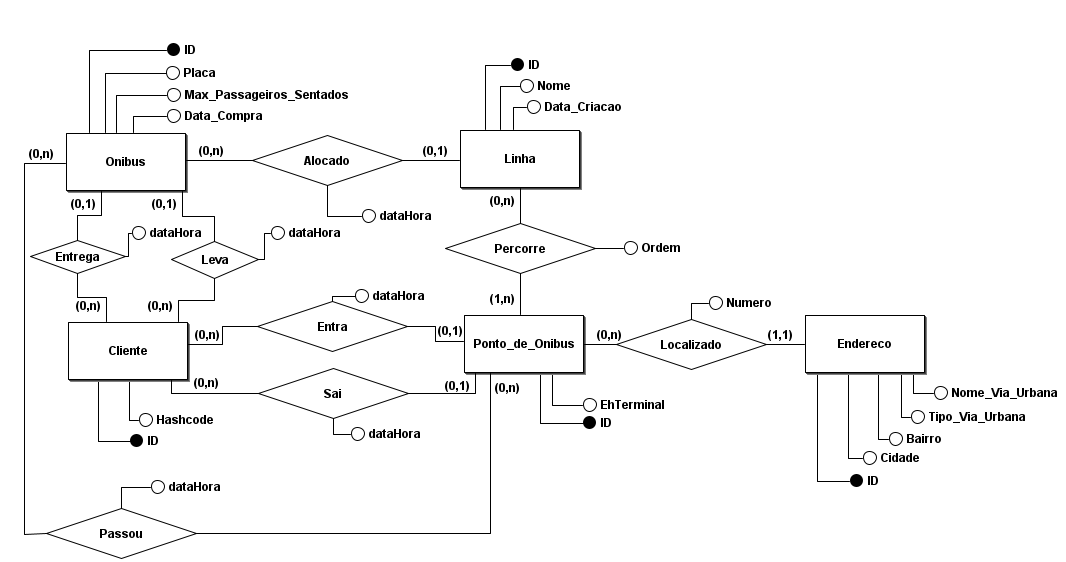 ID
Placa
Max_Passageiros_Sentados
Data_Compra
ID
Nome
Data_Criacao
(0,n)
Onibus
(0,n)
Alocado
(0,1)
Linha
(0,1)
(0,1)
dataHora
(0,n)
dataHora
dataHora
Entrega
Leva
Percorre
Ordem
(0,n)
(0,n)
dataHora
(1,n)
Numero
Cliente
(0,n)
Entra
(0,1)
Ponto_de_Onibus
(0,n)
Localizado
(1,1)
Endereco
(0,n)
Sai
(0,1)
(0,n)
Hashcode
ID
dataHora
EhTerminal
ID
Nome_Via_Urbana
Tipo_Via_Urbana
Bairro
Cidade
ID
dataHora
Passou